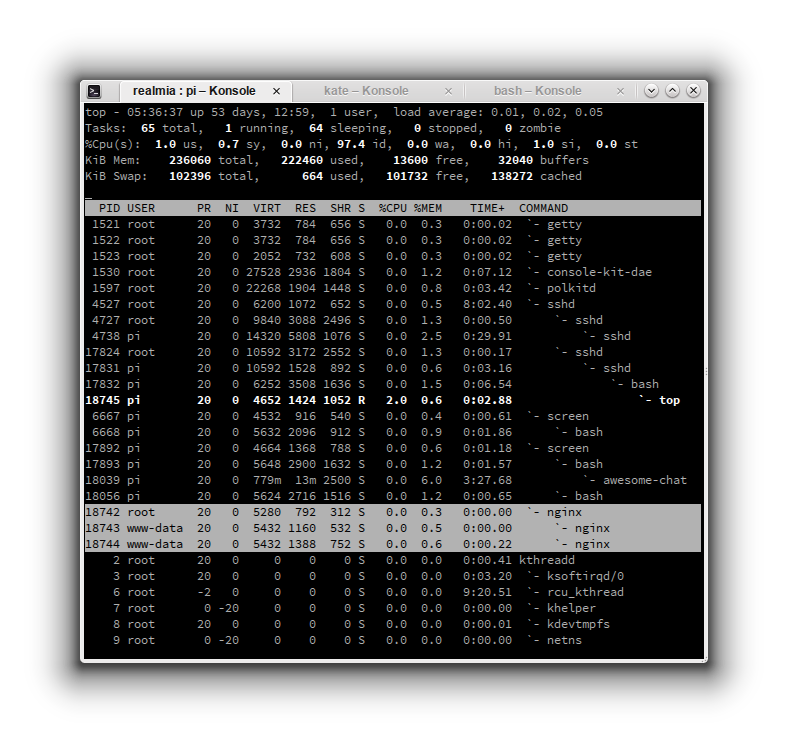 realmia : pi – Konsole × kate – Konsole × bash – Konsole ×
top - 05:36:37 up 53 days, 12:59,  1 user,  load average: 0.01, 0.02, 0.05
Tasks:  65 total,   1 running,  64 sleeping,   0 stopped,   0 zombie
%Cpu(s):  1.0 us,  0.7 sy,  0.0 ni, 97.4 id,  0.0 wa,  0.0 hi,  1.0 si,  0.0 st
KiB Mem:    236060 total,   222460 used,    13600 free,    32040 buffers
KiB Swap:   102396 total,      664 used,   101732 free,   138272 cached
PID USER      PR  NI  VIRT  RES  SHR S  %CPU %MEM    TIME+  COMMAND
1521 root      20   0  3732  784  656 S   0.0  0.3   0:00.02  `- getty
1522 root      20   0  3732  784  656 S   0.0  0.3   0:00.02  `- getty
1523 root      20   0  2052  732  608 S   0.0  0.3   0:00.02  `- getty
1530 root      20   0 27528 2936 1804 S   0.0  1.2   0:07.12  `- console-kit-dae
1597 root      20   0 22268 1904 1448 S   0.0  0.8   0:03.42  `- polkitd
4527 root      20   0  6200 1072  652 S   0.0  0.5   8:02.40  `- sshd
4727 root      20   0  9840 3088 2496 S   0.0  1.3   0:00.50      `- sshd
4738 pi        20   0 14320 5808 1076 S   0.0  2.5   0:29.91          `- sshd
17824 root      20   0 10592 3172 2552 S   0.0  1.3   0:00.17      `- sshd
17831 pi        20   0 10592 1528  892 S   0.0  0.6   0:03.16          `- sshd
17832 pi        20   0  6252 3508 1636 S   0.0  1.5   0:06.54              `- bash
18745 pi        20   0  4652 1424 1052 R   2.0  0.6   0:02.88                  `- top
6667 pi        20   0  4532  916  540 S   0.0  0.4   0:00.61  `- screen
6668 pi        20   0  5632 2096  912 S   0.0  0.9   0:01.86      `- bash
17892 pi        20   0  4664 1368  788 S   0.0  0.6   0:01.18  `- screen
17893 pi        20   0  5648 2900 1632 S   0.0  1.2   0:01.57      `- bash
18039 pi        20   0  779m  13m 2500 S   0.0  6.0   3:27.68          `- awesome-chat
18056 pi        20   0  5624 2716 1516 S   0.0  1.2   0:00.65      `- bash
18742 root      20   0  5280  792  312 S   0.0  0.3   0:00.00  `- nginx
18743 www-data  20   0  5432 1160  532 S   0.0  0.5   0:00.00      `- nginx
18744 www-data  20   0  5432 1388  752 S   0.0  0.6   0:00.22      `- nginx
2 root      20   0     0    0    0 S   0.0  0.0   0:00.41 kthreadd
3 root      20   0     0    0    0 S   0.0  0.0   0:03.20  `- ksoftirqd/0
6 root      -2   0     0    0    0 S   0.0  0.0   9:20.51  `- rcu_kthread
7 root       0 -20     0    0    0 S   0.0  0.0   0:00.00  `- khelper
8 root      20   0     0    0    0 S   0.0  0.0   0:00.01  `- kdevtmpfs
9 root       0 -20     0    0    0 S   0.0  0.0   0:00.00  `- netns